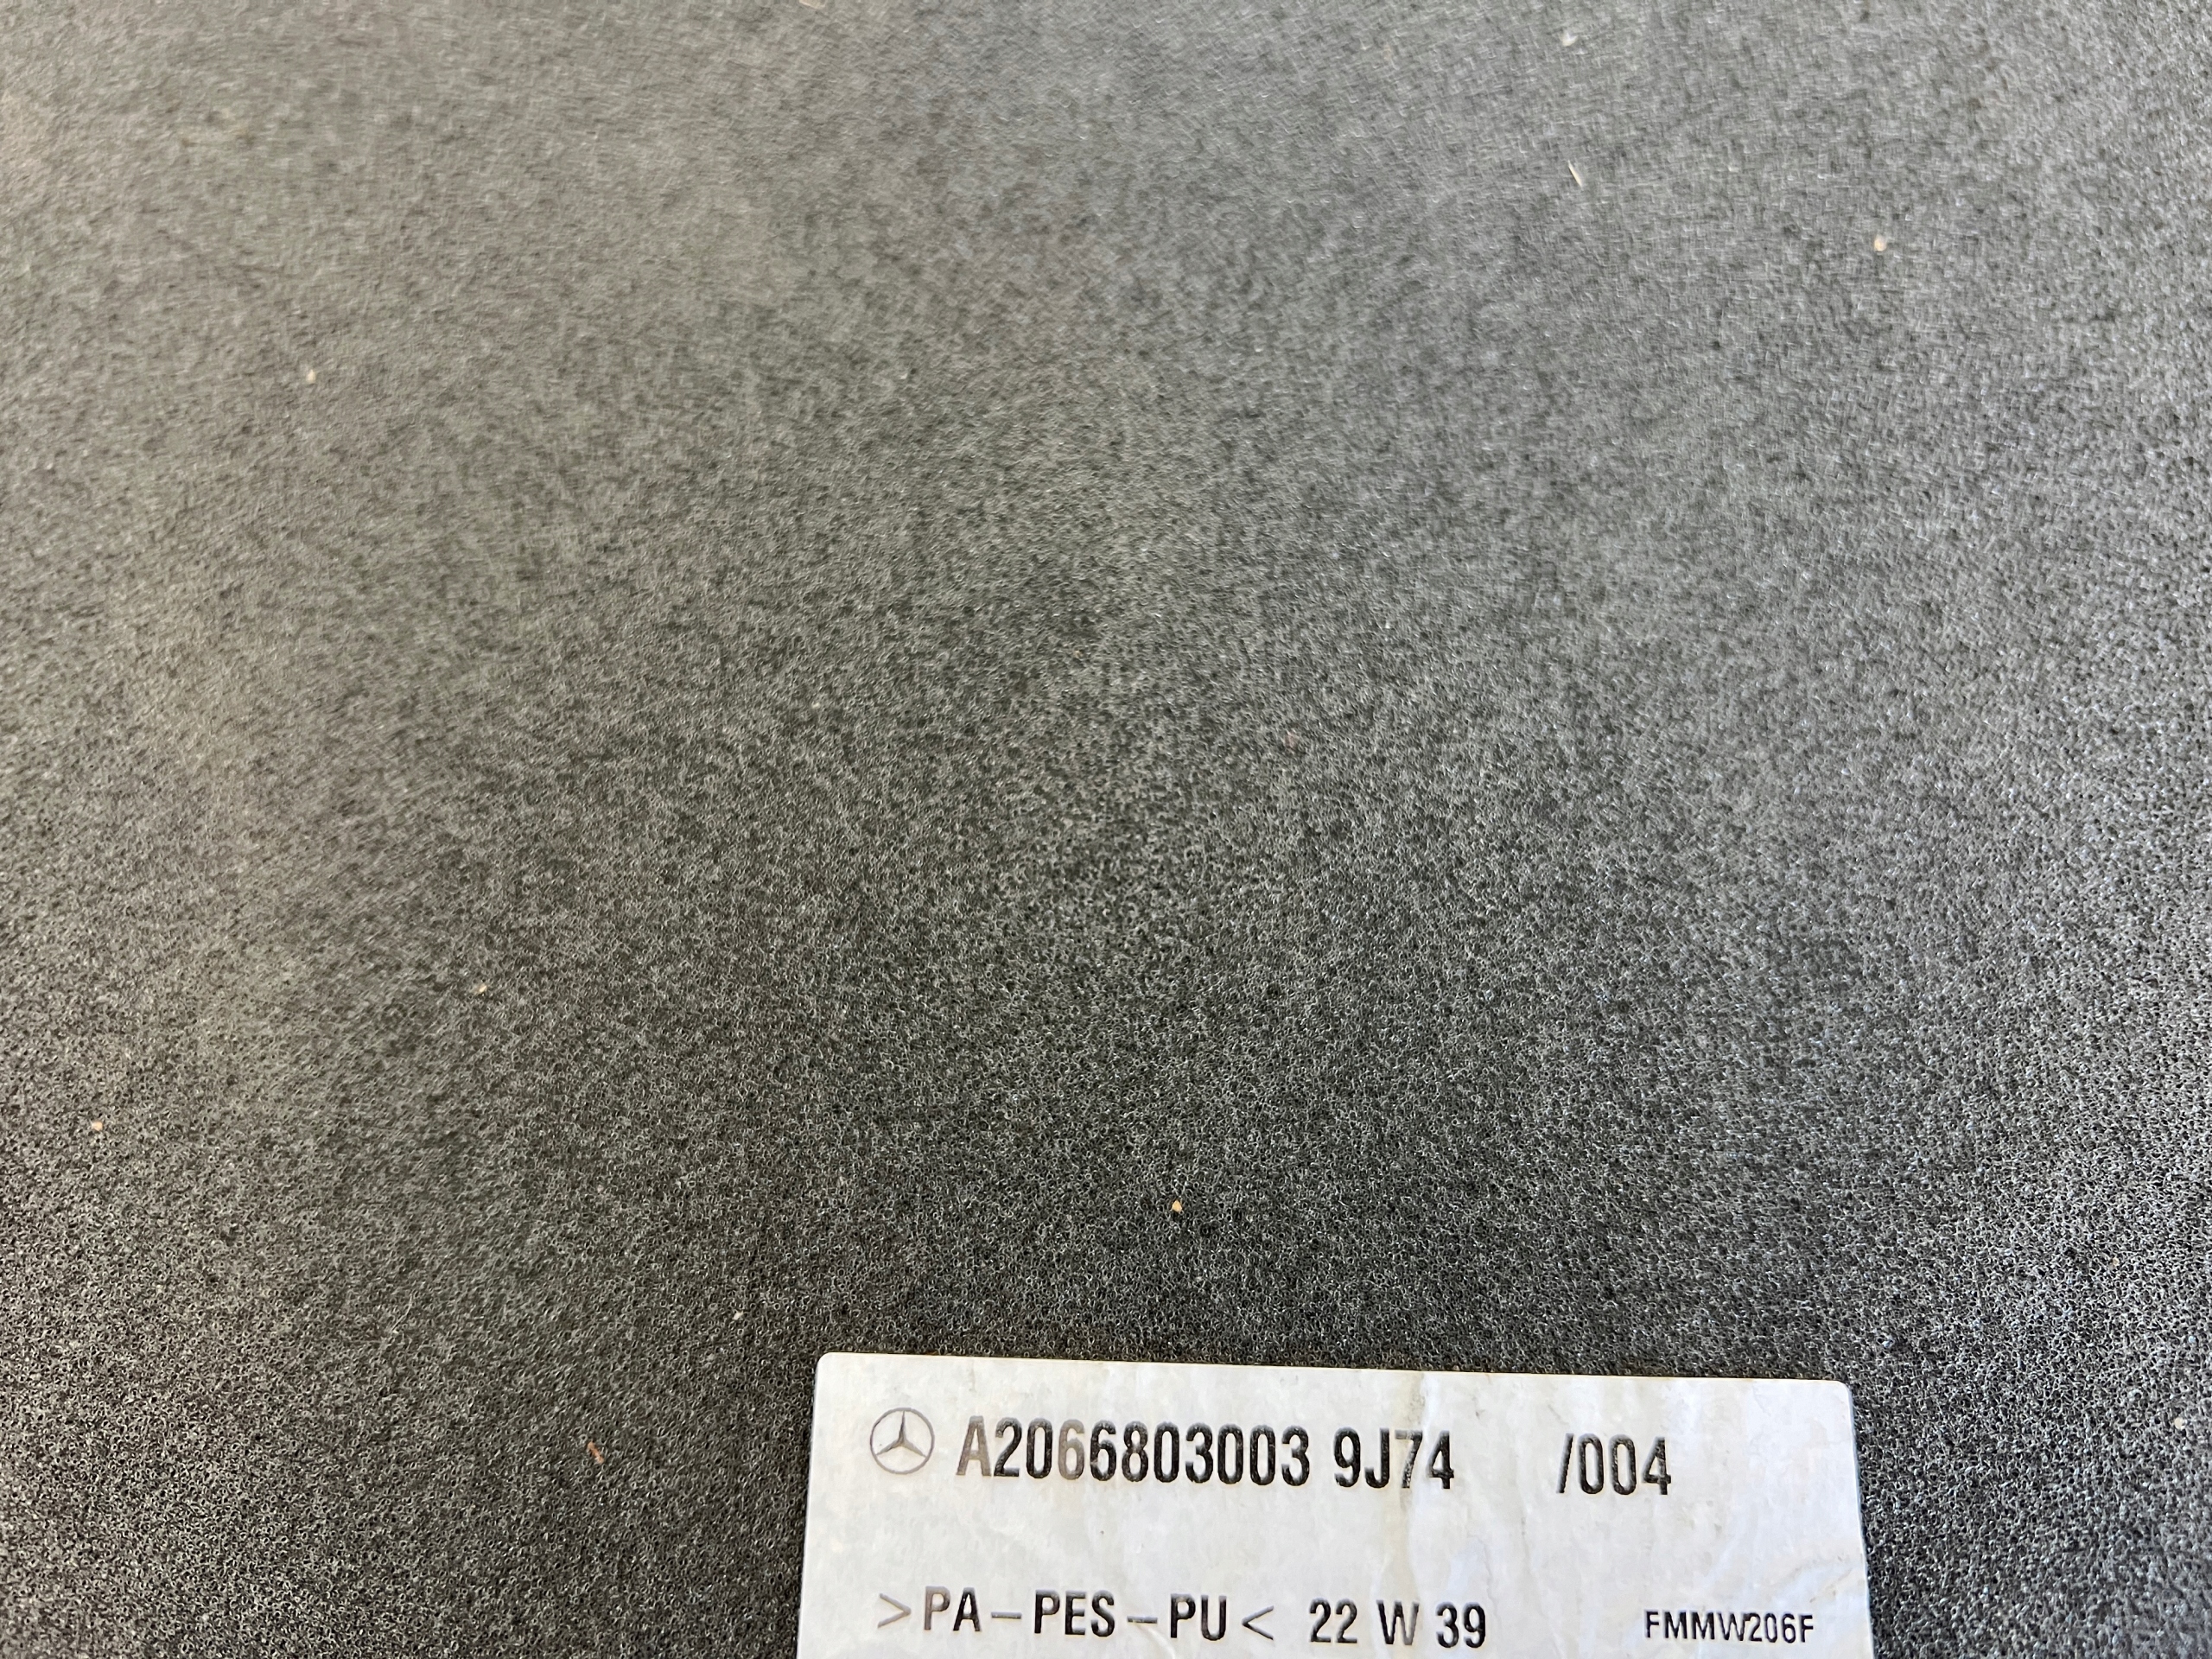 A2066803003 9J74 /004
>PA-PES-PU< 22 W 39 FMMW206F